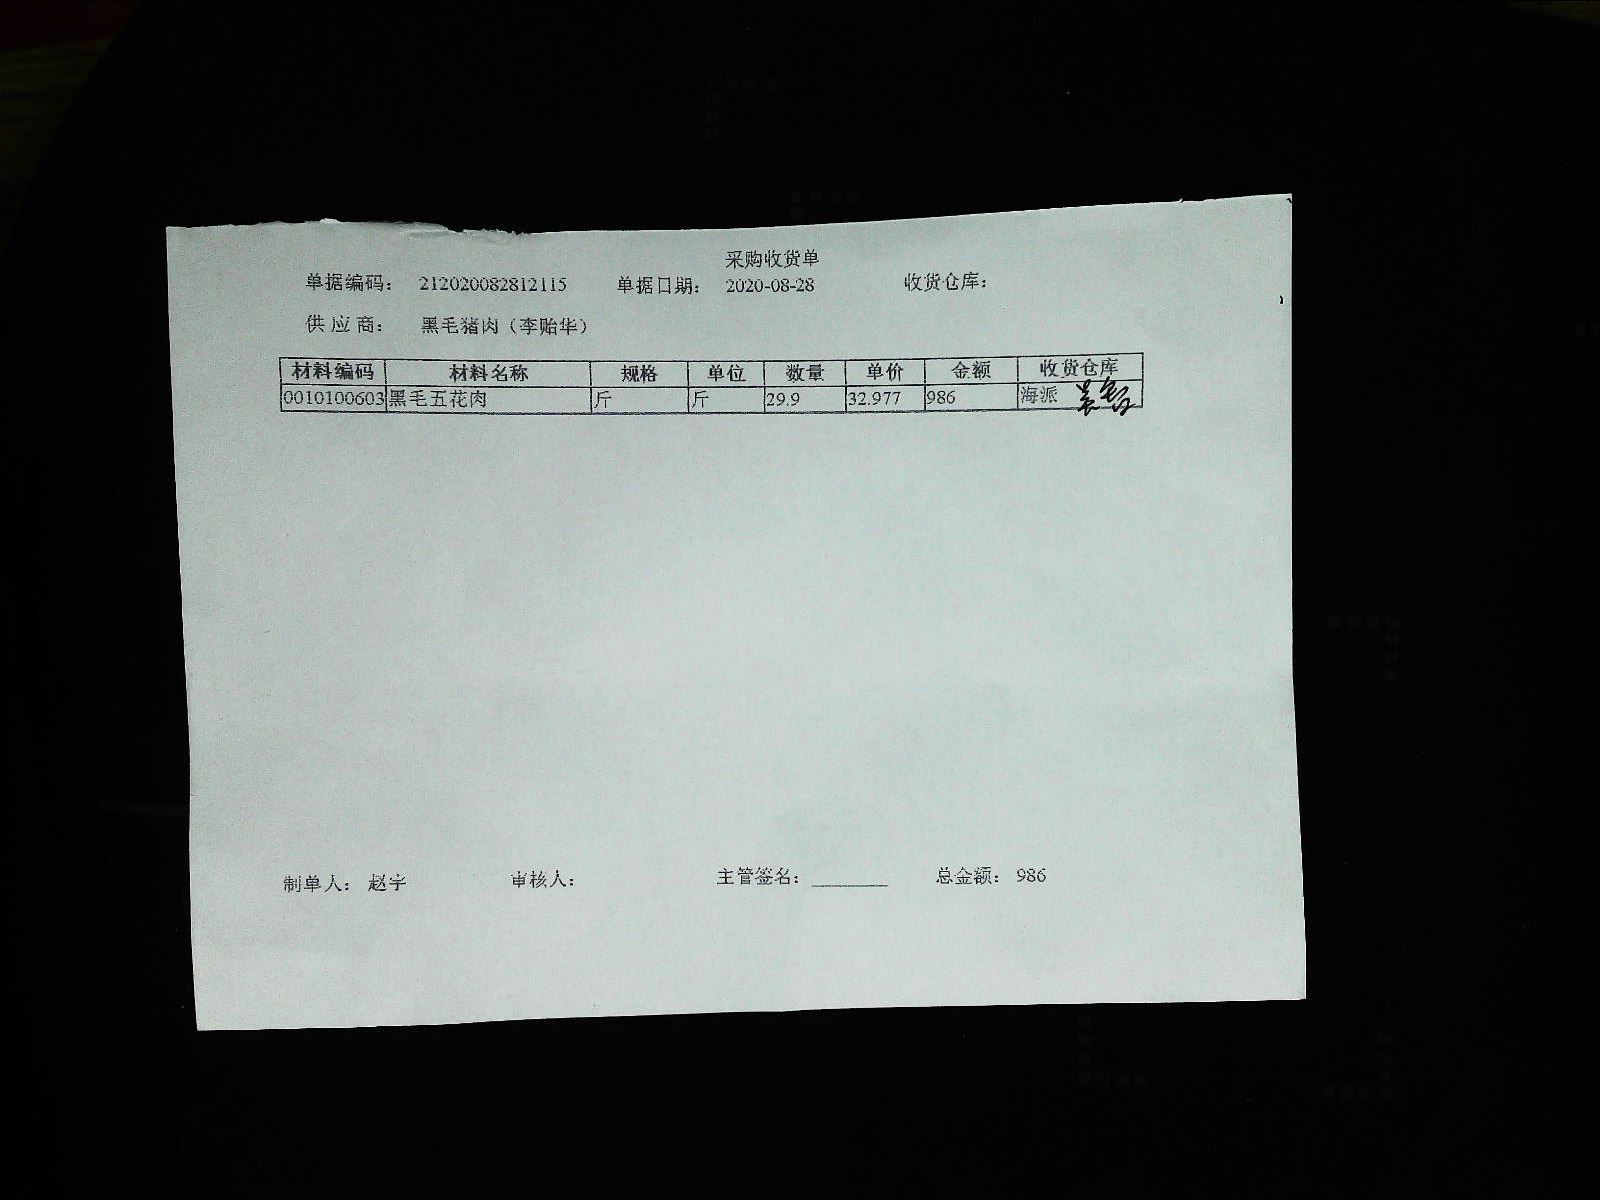 采购收货单
单据编码： 212020082812115 单据日期： 2020-08-28 收货仓库：
供 应 商： 黑毛猪肉（李贻华）
材料编码 材料名称 规格 单位 数量 单价 金额 收货仓库
0010100603 黑毛五花肉 斤 斤 29.9 32.977 986 海派
制单人： 赵宇 审核人： 主管签名： ________ 总金额： 986